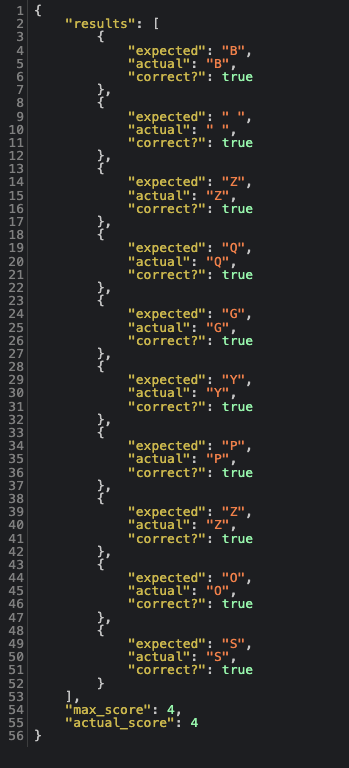 1 {
2     "results": [
3         {
4             "expected": "B",
5             "actual": "B",
6             "correct?": true
7         },
8         {
9             "expected": " ",
10             "actual": " ",
11             "correct?": true
12         },
13         {
14             "expected": "Z",
15             "actual": "Z",
16             "correct?": true
17         },
18         {
19             "expected": "Q",
20             "actual": "Q",
21             "correct?": true
22         },
23         {
24             "expected": "G",
25             "actual": "G",
26             "correct?": true
27         },
28         {
29             "expected": "Y",
30             "actual": "Y",
31             "correct?": true
32         },
33         {
34             "expected": "P",
35             "actual": "P",
36             "correct?": true
37         },
38         {
39             "expected": "Z",
40             "actual": "Z",
41             "correct?": true
42         },
43         {
44             "expected": "O",
45             "actual": "O",
46             "correct?": true
47         },
48         {
49             "expected": "S",
50             "actual": "S",
51             "correct?": true
52         }
53     ],
54     "max_score": 4,
55     "actual_score": 4
56 }